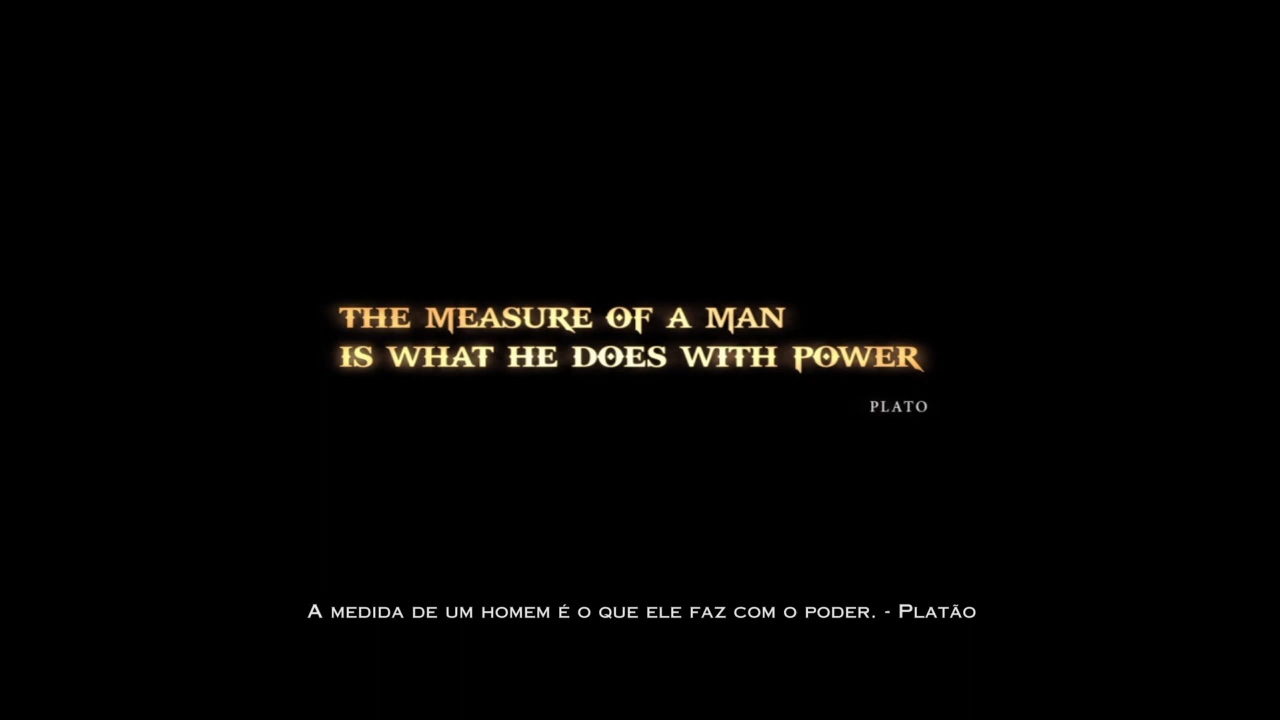 THE MEASURE OF A MAN
IS WHAT HE DOES WITH POWER
PLATO
A MEDIDA DE UM HOMEM É O QUE ELE FAZ COM O PODER. - PLATÃO